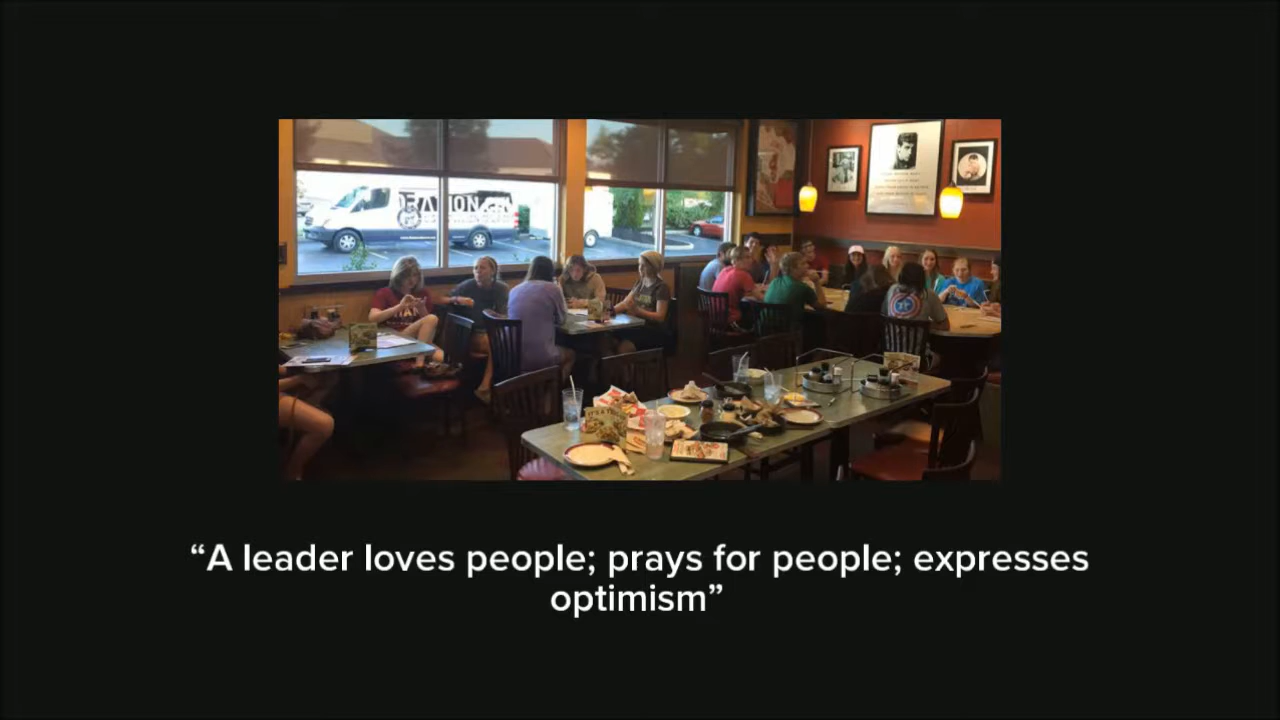 “A leader loves people; prays for people; expresses
optimism”